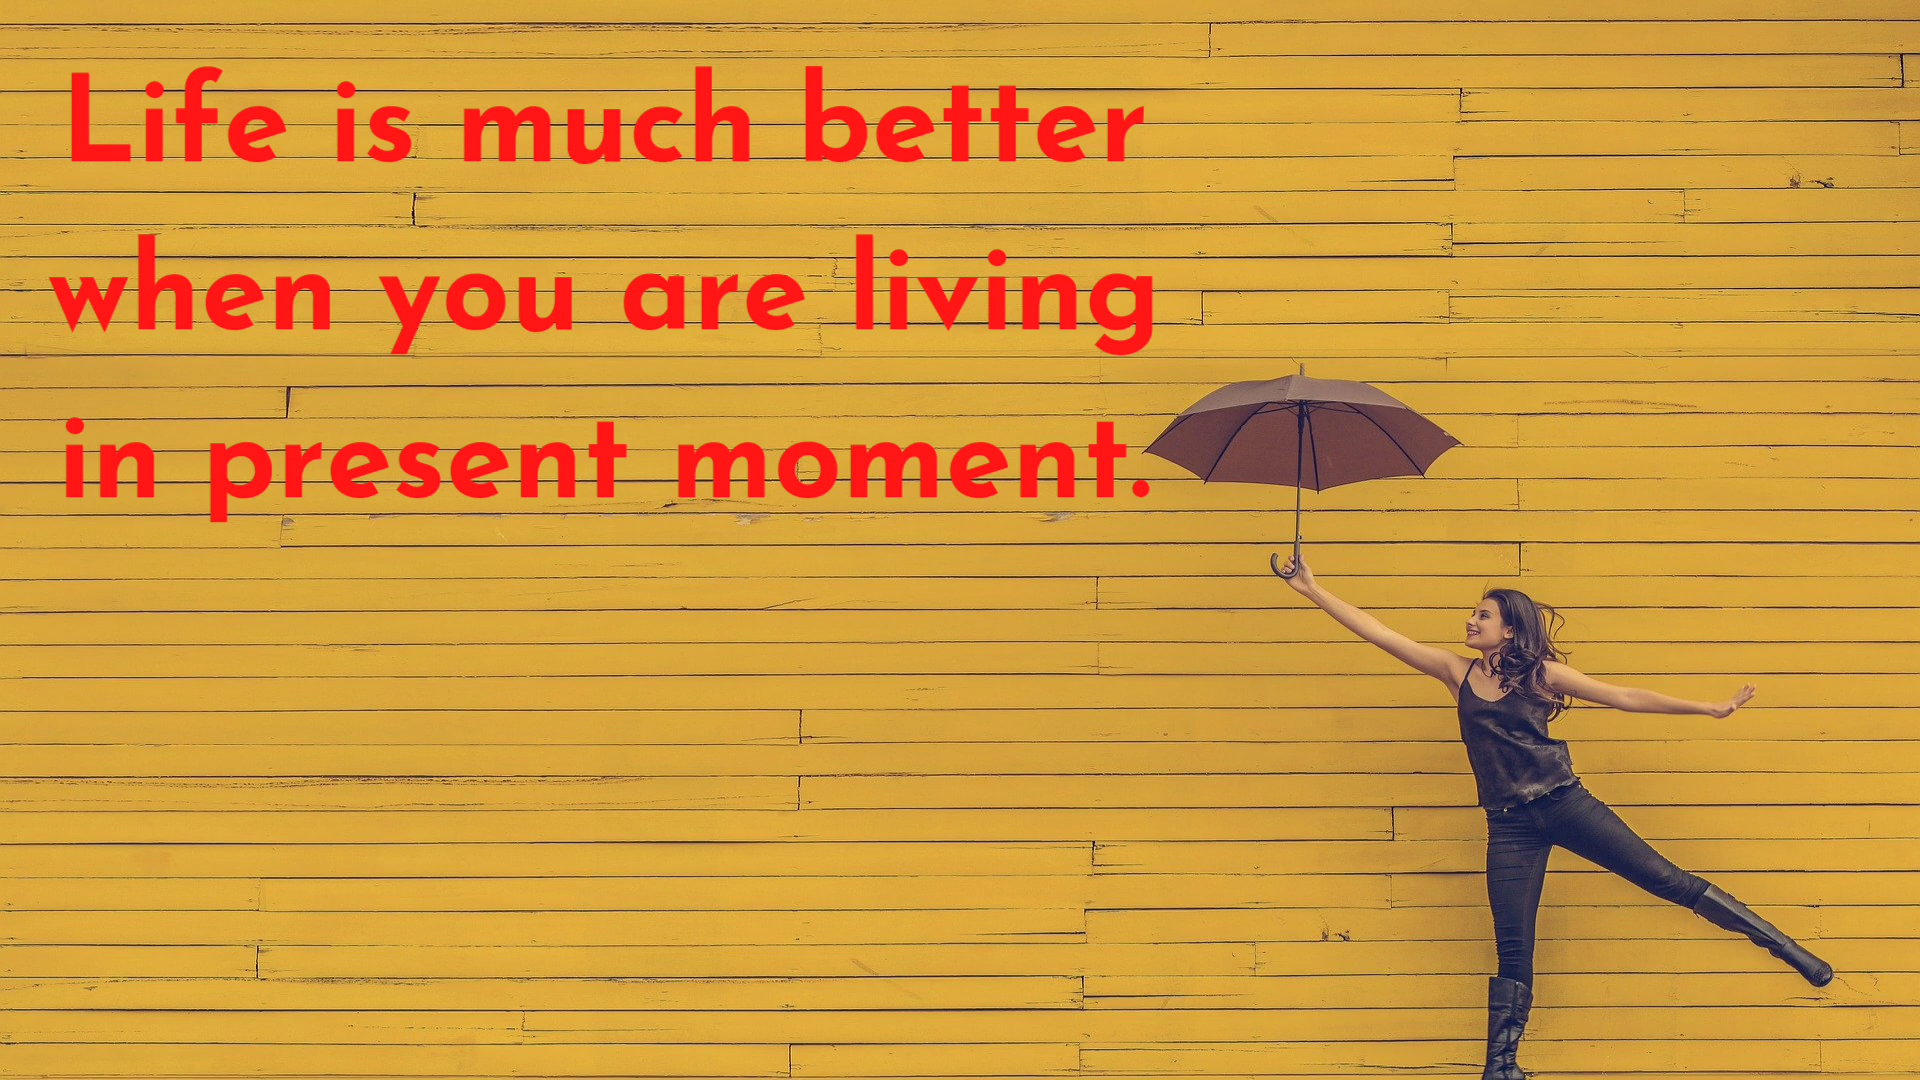 Life is much better
when you are living
in present moment.